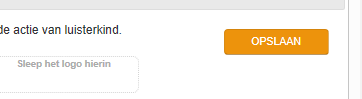 de actie van luisterkind.
OPSLAAN
Sleep het logo hierin